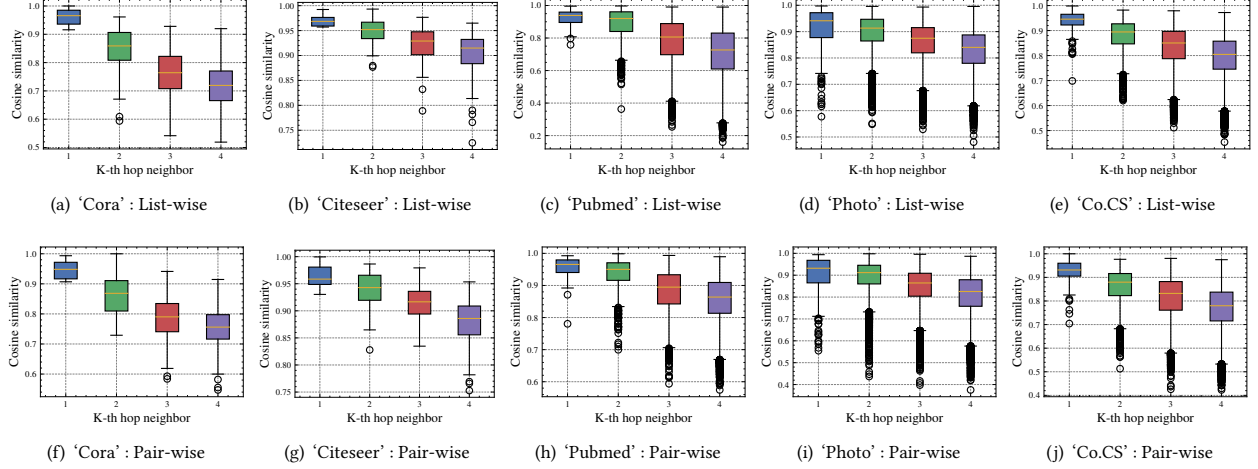 1.0
0.9
0.8
0.7
0.6
0.5
Cosine similarity
1 2 3 4
K-th hop neighbor
(a) ‘Cora’ : List-wise
1.00
0.95
0.90
0.85
0.80
0.75
Cosine similarity
1 2 3 4
K-th hop neighbor
(b) ‘Citeseer’ : List-wise
1.0
0.8
0.6
0.4
0.2
Cosine similarity
1 2 3 4
K-th hop neighbor
(c) ‘Pubmed’ : List-wise
1.0
0.9
0.8
0.7
0.6
0.5
Cosine similarity
1 2 3 4
K-th hop neighbor
(d) ‘Photo’ : List-wise
1.0
0.9
0.8
0.7
0.6
0.5
Cosine similarity
1 2 3 4
K-th hop neighbor
(e) ‘Co.CS’ : List-wise
1.0
0.9
0.8
0.7
0.6
Cosine similarity
1 2 3 4
K-th hop neighbor
(f) ‘Cora’ : Pair-wise
1.00
0.95
0.90
0.85
0.80
0.75
Cosine similarity
1 2 3 4
K-th hop neighbor
(g) ‘Citeseer’ : Pair-wise
1.0
0.9
0.8
0.7
0.6
Cosine similarity
1 2 3 4
K-th hop neighbor
(h) ‘Pubmed’ : Pair-wise
1.0
0.9
0.8
0.7
0.6
0.5
0.4
Cosine similarity
1 2 3 4
K-th hop neighbor
(i) ‘Photo’ : Pair-wise
1.0
0.9
0.8
0.7
0.6
0.5
0.4
Cosine similarity
1 2 3 4
K-th hop neighbor
(j) ‘Co.CS’ : Pair-wise